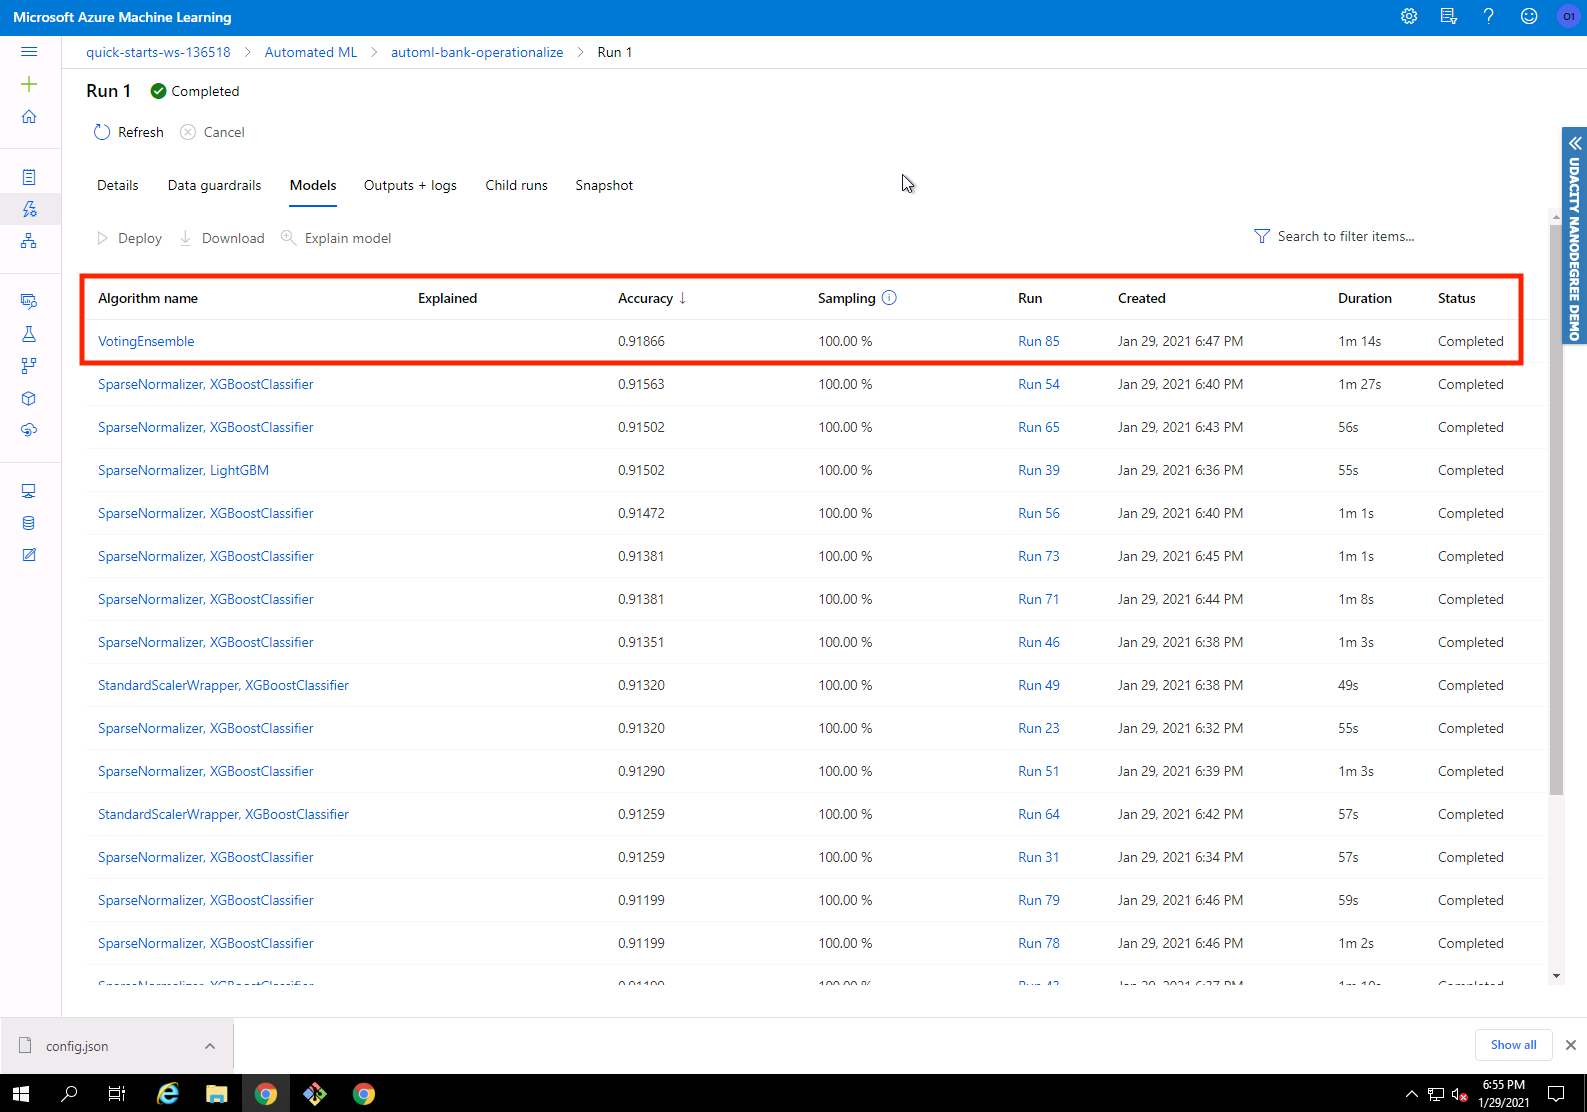 Microsoft Azure Machine Learning
O1
quick-starts-ws-136518 > Automated ML > automl-bank-operationalize > Run 1
Run 1 Completed
Refresh Cancel
Details Data guardrails Models Outputs + logs Child runs Snapshot
Deploy Download Explain model Search to filter items...
UDACITY NANODEGREE DEMO
Algorithm name Explained Accuracy ↓ Sampling Run Created Duration Status
VotingEnsemble 0.91866 100.00 % Run 85 Jan 29, 2021 6:47 PM 1m 14s Completed
SparseNormalizer, XGBoostClassifier 0.91563 100.00 % Run 54 Jan 29, 2021 6:40 PM 1m 27s Completed
SparseNormalizer, XGBoostClassifier 0.91502 100.00 % Run 65 Jan 29, 2021 6:43 PM 56s Completed
SparseNormalizer, LightGBM 0.91502 100.00 % Run 39 Jan 29, 2021 6:36 PM 55s Completed
SparseNormalizer, XGBoostClassifier 0.91472 100.00 % Run 56 Jan 29, 2021 6:40 PM 1m 1s Completed
SparseNormalizer, XGBoostClassifier 0.91381 100.00 % Run 73 Jan 29, 2021 6:45 PM 1m 1s Completed
SparseNormalizer, XGBoostClassifier 0.91381 100.00 % Run 71 Jan 29, 2021 6:44 PM 1m 8s Completed
SparseNormalizer, XGBoostClassifier 0.91351 100.00 % Run 46 Jan 29, 2021 6:38 PM 1m 3s Completed
StandardScalerWrapper, XGBoostClassifier 0.91320 100.00 % Run 49 Jan 29, 2021 6:38 PM 49s Completed
SparseNormalizer, XGBoostClassifier 0.91320 100.00 % Run 23 Jan 29, 2021 6:32 PM 55s Completed
SparseNormalizer, XGBoostClassifier 0.91290 100.00 % Run 51 Jan 29, 2021 6:39 PM 1m 3s Completed
StandardScalerWrapper, XGBoostClassifier 0.91259 100.00 % Run 64 Jan 29, 2021 6:42 PM 57s Completed
SparseNormalizer, XGBoostClassifier 0.91259 100.00 % Run 31 Jan 29, 2021 6:34 PM 57s Completed
SparseNormalizer, XGBoostClassifier 0.91199 100.00 % Run 79 Jan 29, 2021 6:46 PM 59s Completed
SparseNormalizer, XGBoostClassifier 0.91199 100.00 % Run 78 Jan 29, 2021 6:46 PM 1m 2s Completed
config.json Show all
6:55 PM
1/29/2021